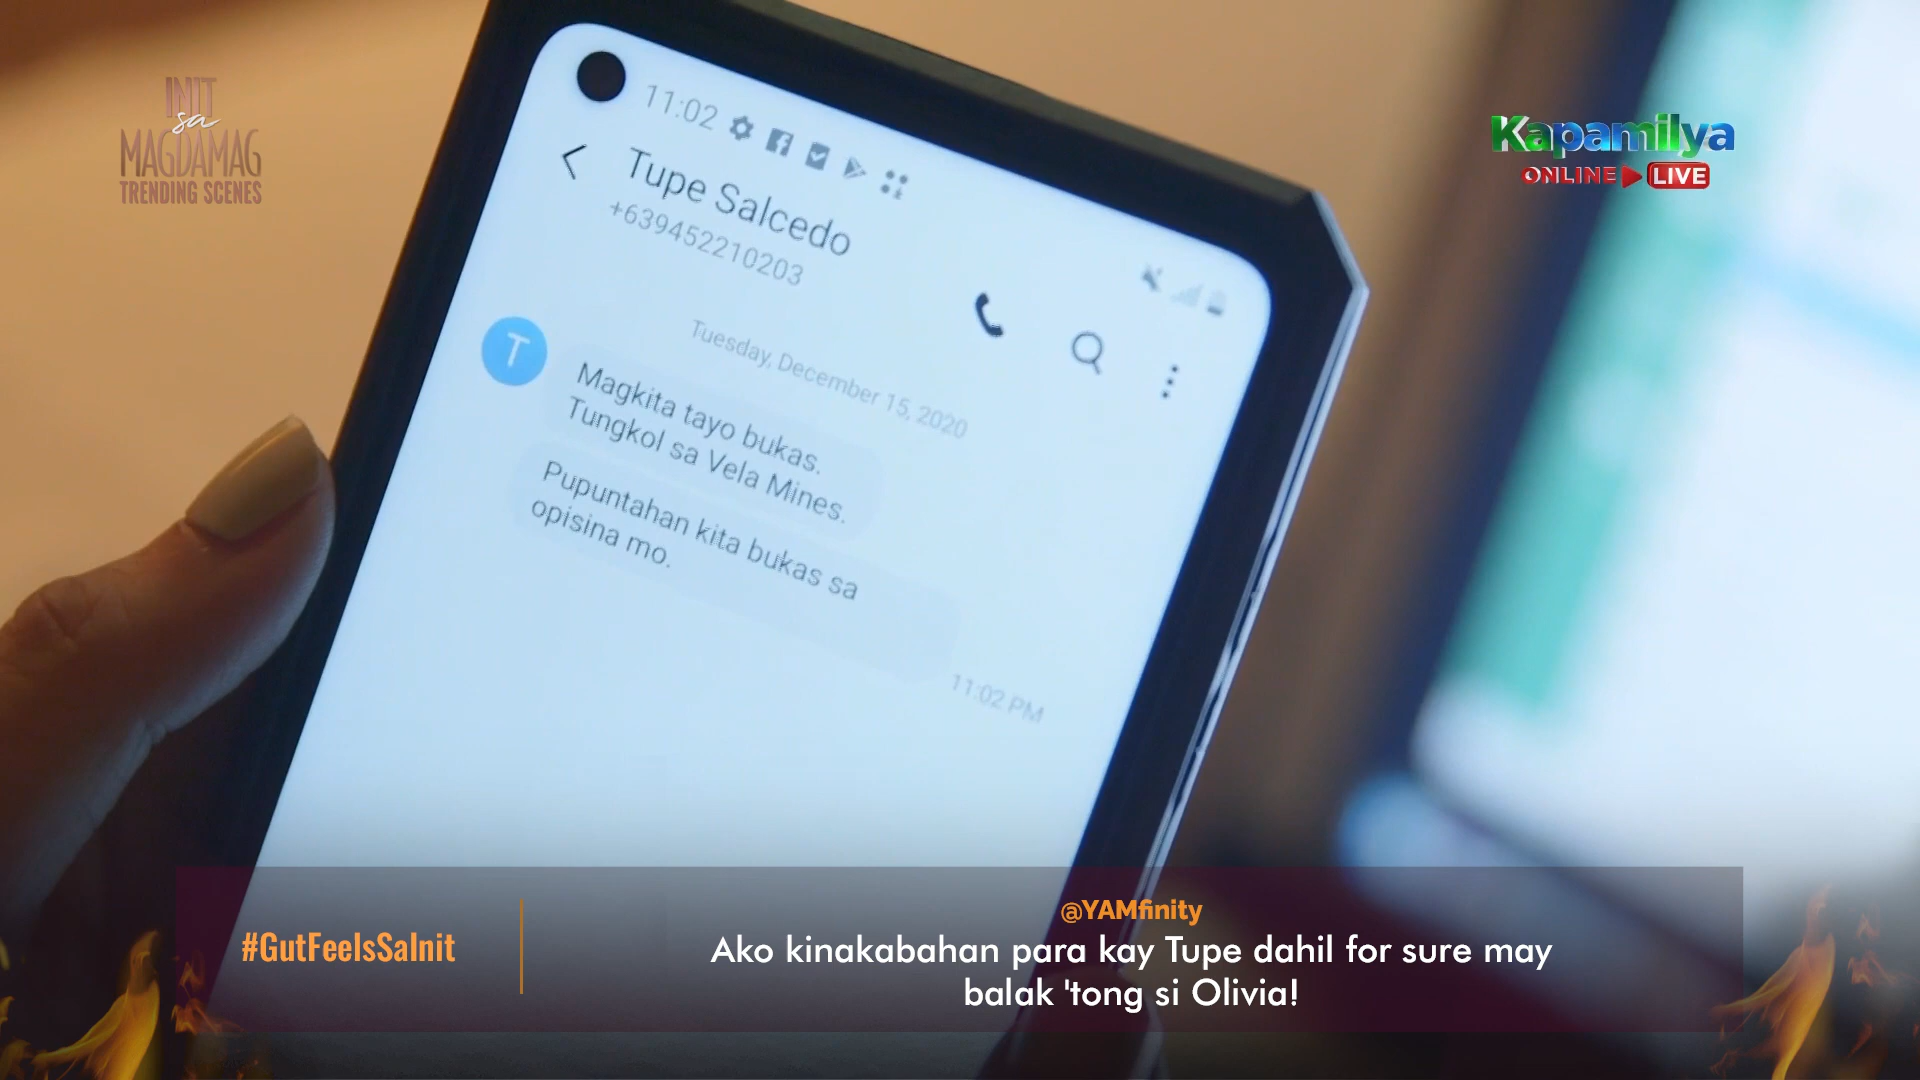 INIT
sa
MAGDAMAG
TRENDING SCENES
Kapamilya
ONLINE LIVE
11:02
Tupe Salcedo
+639452210203
Tuesday, December 15, 2020
T
Magkita tayo bukas.
Tungkol sa Vela Mines.
Pupuntahan kita bukas sa
opisina mo.
11:02 PM
#GutFeelsSaInit
@YAMfinity
Ako kinakabahan para kay Tupe dahil for sure may
balak 'tong si Olivia!